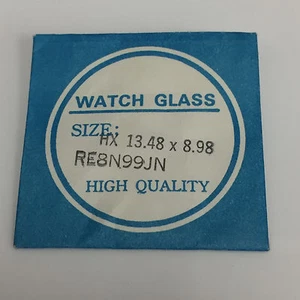 WATCH GLASS
SIZE:
HX 13.48 x 8.98
RE8N99JN
HIGH QUALITY